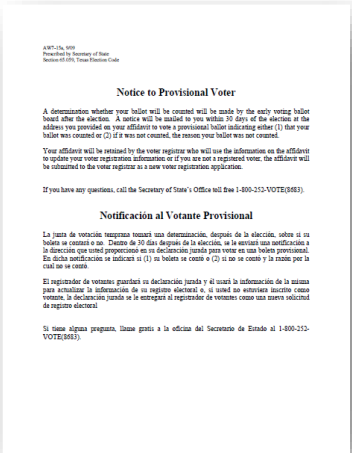 AW7-15a, 9/09
Prescribed by Secretary of State
Section 65.059, Texas Election Code
Notice to Provisional Voter
A determination whether your ballot will be counted will be made by the early voting ballot
board after the election. A notice will be mailed to you within 30 days of the election at the
address you provided on your affidavit to vote a provisional ballot indicating either (1) that your
ballot was counted or (2) if it was not counted, the reason your ballot was not counted.
Your affidavit will be retained by the voter registrar who will use the information on the affidavit
to update your voter registration information or if you are not a registered voter, the affidavit will
be submitted to the voter registrar as a new voter registration application.
If you have any questions, call the Secretary of State's Office toll free 1-800-252-VOTE(8683).
Notificación al Votante Provisional
La junta de votación temprana tomará una determinación, después de la elección, sobre si su
boleta se contará o no. Dentro de 30 días después de la elección, se le enviará una notificación a
la dirección que usted proporcionó en su declaración jurada para votar en una boleta provisional.
En dicha notificación se indicará si (1) su boleta se contó o (2) si no se contó y la razón por la
cual no se contó.
El registrador de votantes guardará su declaración jurada y él usará la información de la misma
para actualizar la información de su registro electoral o, si usted no estuviera inscrito como
votante, la declaración jurada se le entregará al registrador de votantes como una nueva solicitud
de registro electoral
Si tiene alguna pregunta, llame gratis a la oficina del Secretario de Estado al 1-800-252-
VOTE(8683).